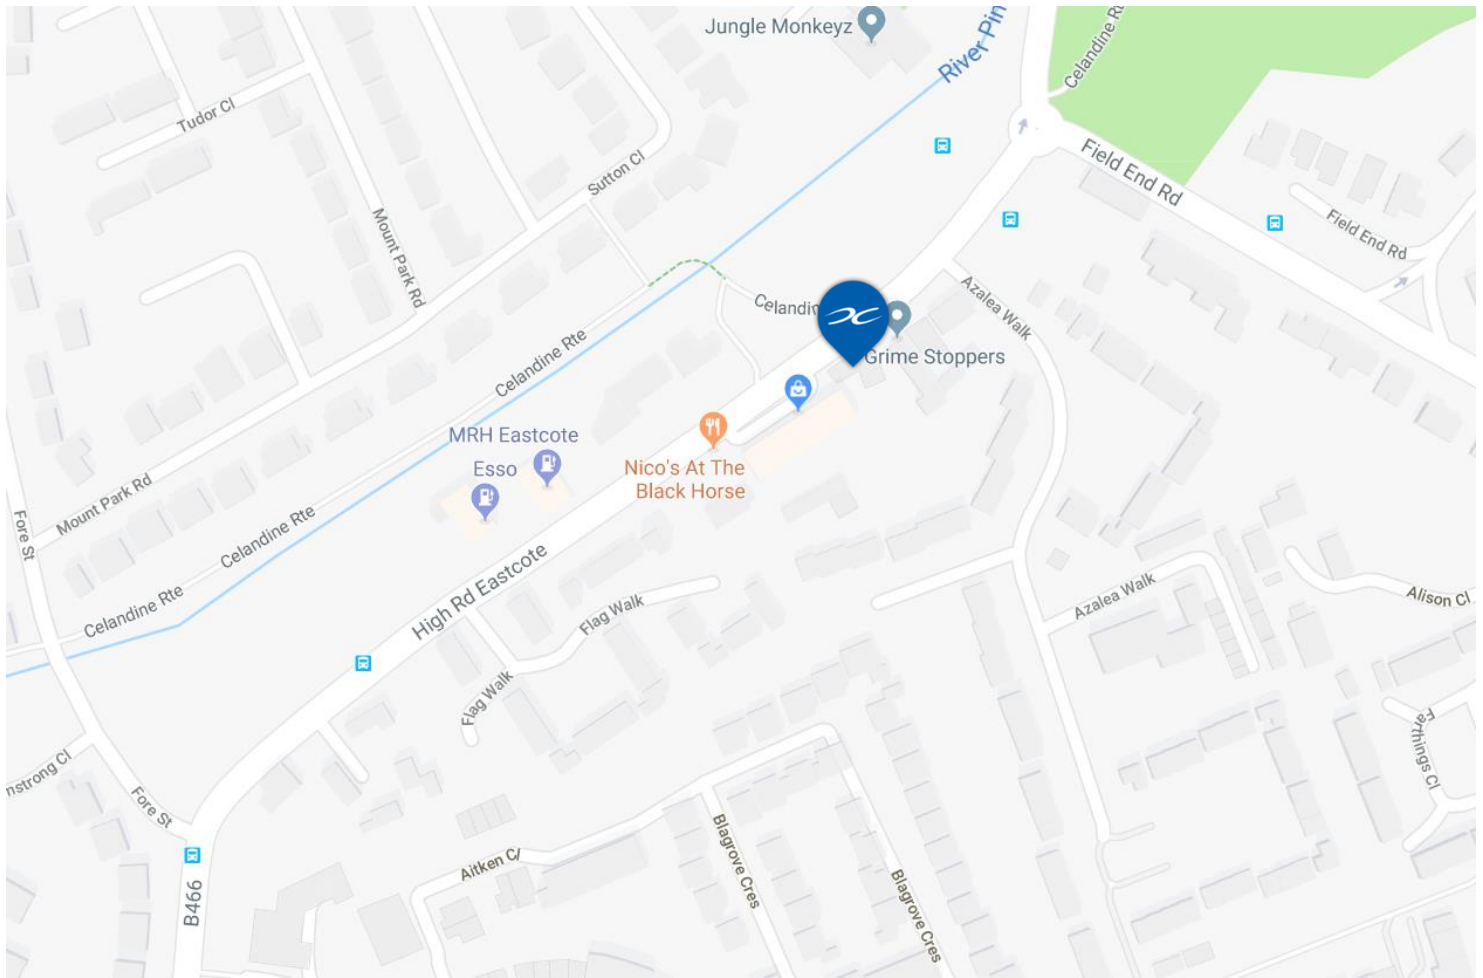 Jungle Monkeyz
River Pin
Celandine Ru
Tudor Cl
Field End Rd
Sutton Cl
Mount Park Rd
Field End Rd
Celandin
Azalea Walk
Grime Stoppers
Celandine Rte
MRH Eastcote
Esso
Nico's At The
Black Horse
Mount Park Rd
Fore St
Celandine Rte
High Rd Eastcote
Celandine Rte
Flag Walk
Azalea Walk
Alison Cl
Flag Walk
Farthings Cl
nstrong Cl
Fore St
Aitken Cl
Blagrove Cres
Blagrove Cres
B466